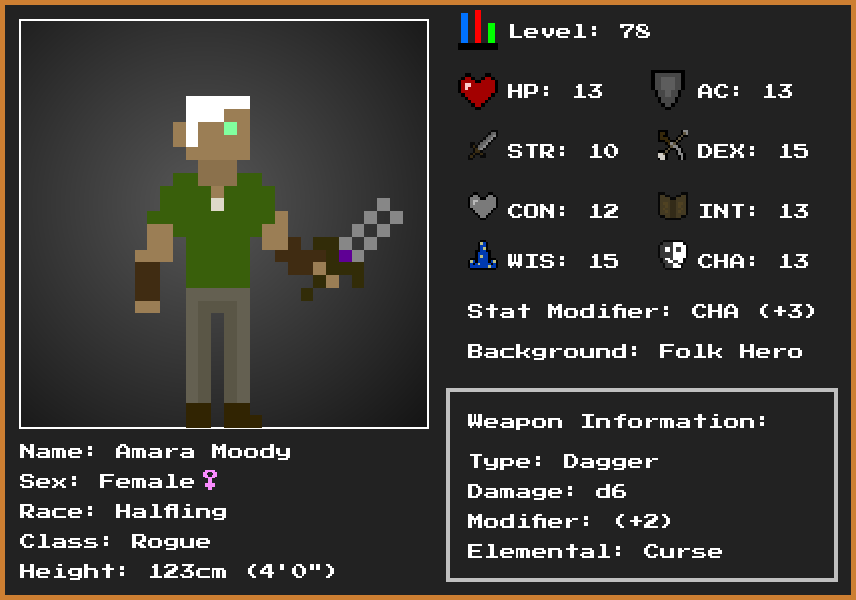 Level: 78
HP: 13
AC: 13
STR: 10
DEX: 15
CON: 12
INT: 13
WIS: 15
CHA: 13
Stat Modifier: CHA (+3)
Background: Folk Hero
Weapon Information:
Type: Dagger
Damage: d6
Modifier: (+2)
Elemental: Curse
Name: Amara Moody
Sex: Female♀
Race: Halfling
Class: Rogue
Height: 123cm (4'0")